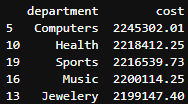 department cost
5 Computers 2245302.01
10 Health 2218412.25
19 Sports 2216539.73
16 Music 2200114.25
13 Jewelery 2199147.40